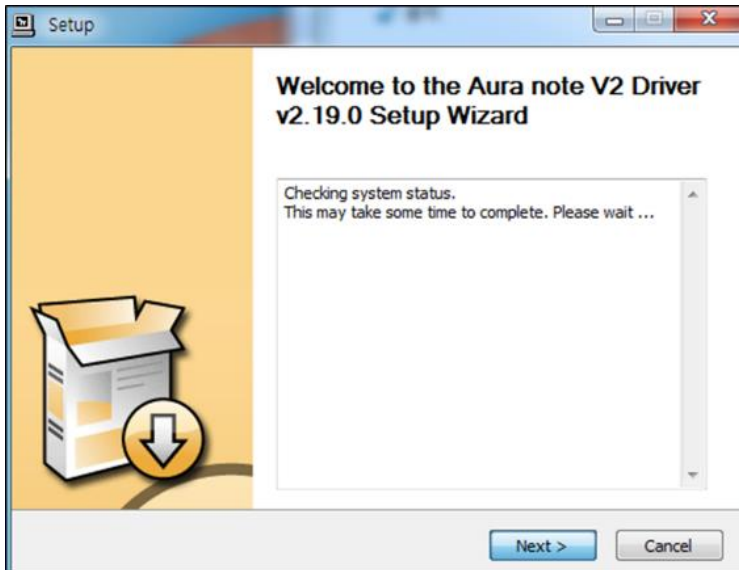 Setup
Welcome to the Aura note V2 Driver
v2.19.0 Setup Wizard
Checking system status.
This may take some time to complete. Please wait ...
Next >
Cancel